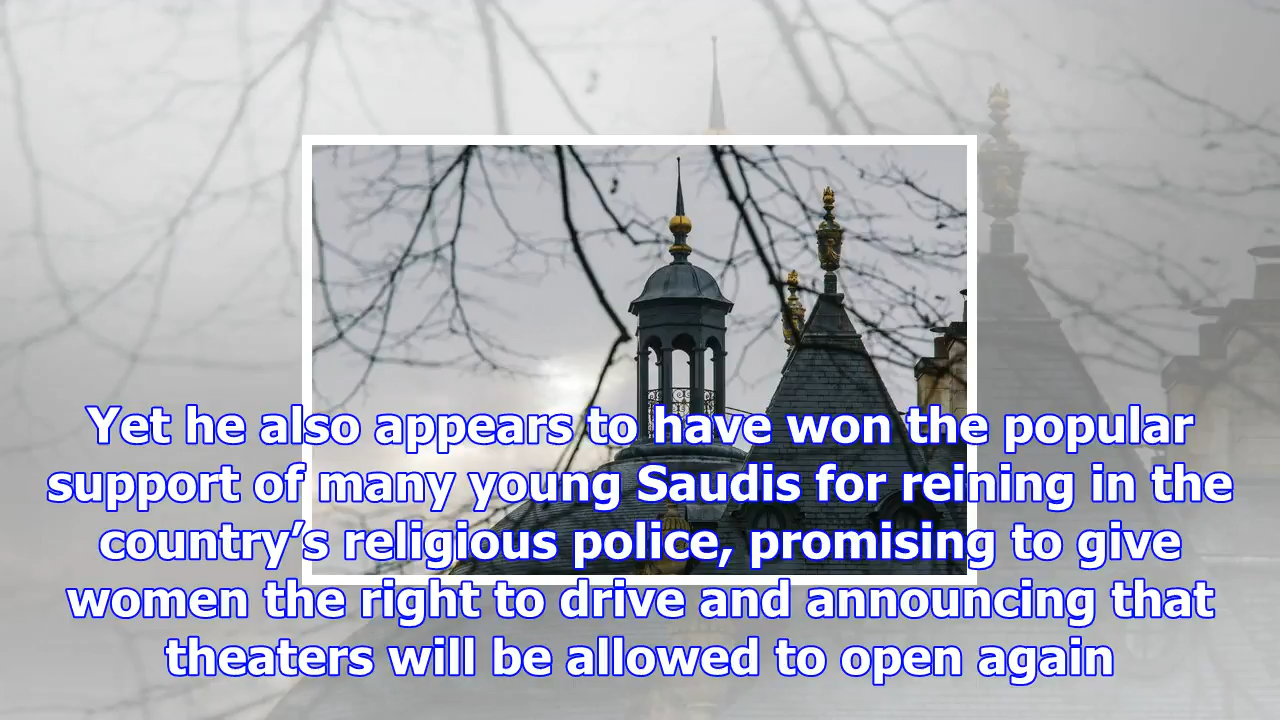 Yet he also appears to have won the popular
support of many young Saudis for reining in the
country’s religious police, promising to give
women the right to drive and announcing that
theaters will be allowed to open again